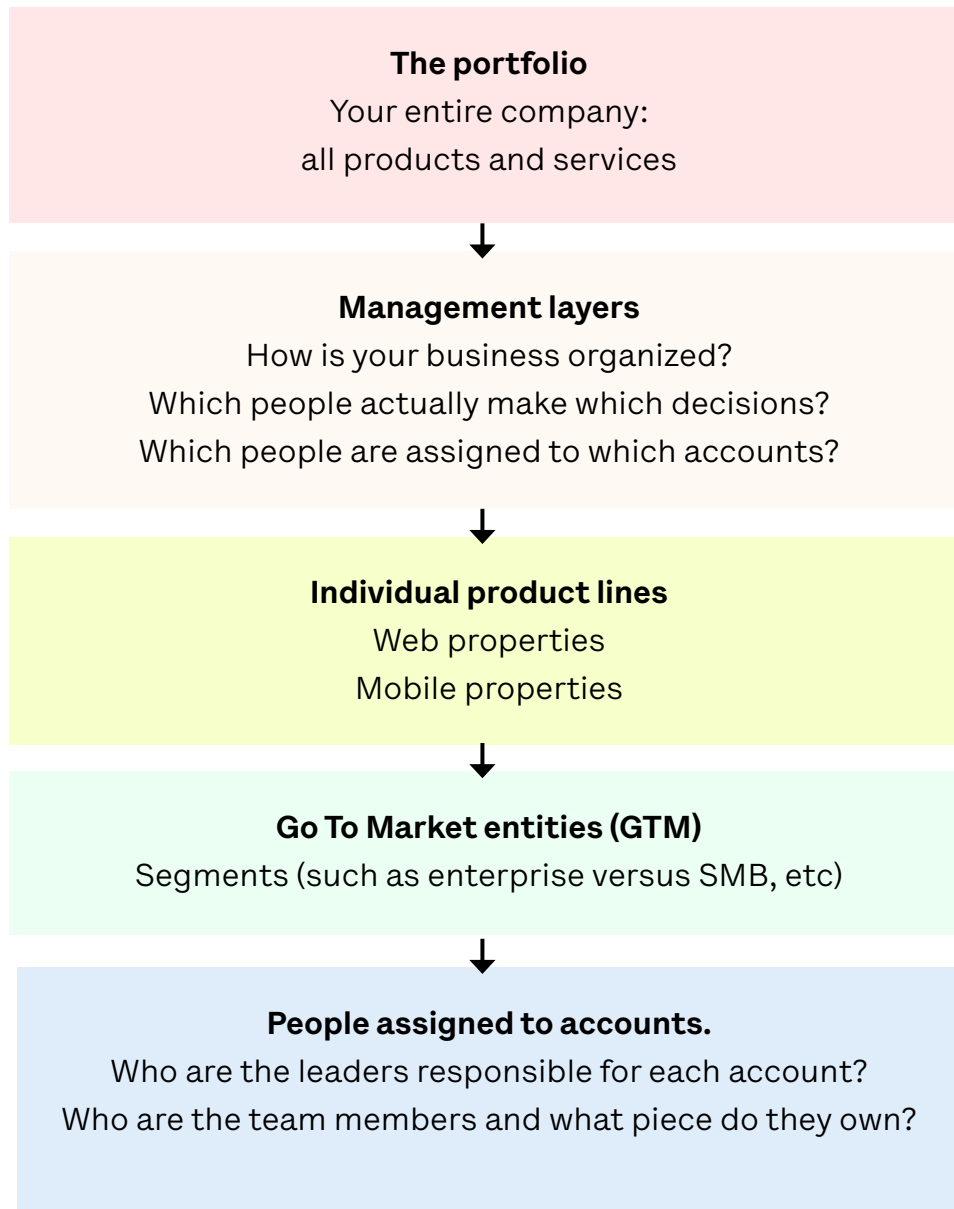 The portfolio
Your entire company:
all products and services
Management layers
How is your business organized?
Which people actually make which decisions?
Which people are assigned to which accounts?
Individual product lines
Web properties
Mobile properties
Go To Market entities (GTM)
Segments (such as enterprise versus SMB, etc)
People assigned to accounts.
Who are the leaders responsible for each account?
Who are the team members and what piece do they own?